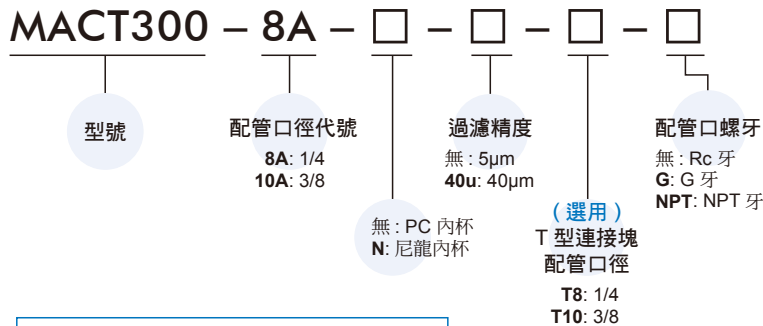 MACT300 – 8A – □ – □ – □ – □
型號
配管口徑代號
8A: 1/4
10A: 3/8
無 : PC 內杯
N: 尼龍內杯
過濾精度
無 : 5μm
40u: 40μm
（選用）
T 型連接塊
配管口徑
T8: 1/4
T10: 3/8
配管口螺牙
無 : Rc 牙
G: G 牙
NPT: NPT 牙